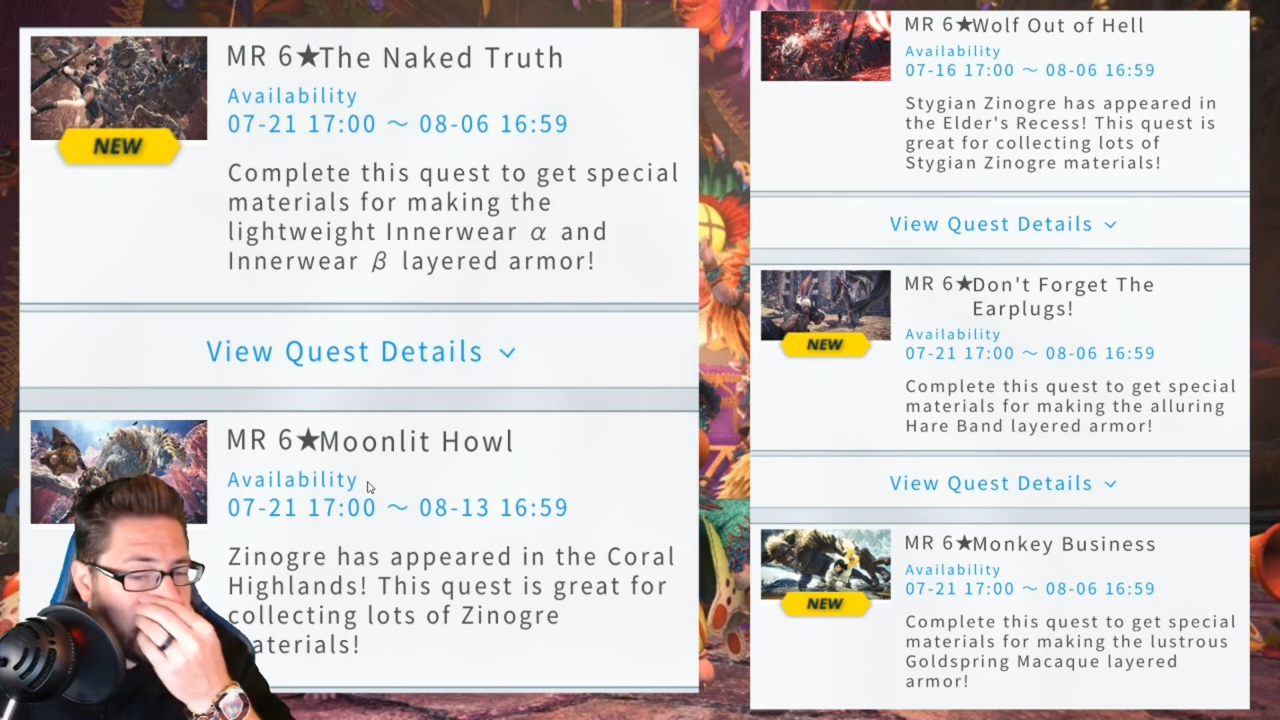 MR 6★The Naked Truth
Availability
07-21 17:00 ～ 08-06 16:59
NEW
Complete this quest to get special
materials for making the
lightweight Innerwear α and
Innerwear β layered armor!
View Quest Details
MR 6★Moonlit Howl
Availability
07-21 17:00 ～ 08-13 16:59
Zinogre has appeared in the Coral
Highlands! This quest is great for
collecting lots of Zinogre
aterials!
MR 6★Wolf Out of Hell
Availability
07-16 17:00 ～ 08-06 16:59
Stygian Zinogre has appeared in
the Elder's Recess! This quest is
great for collecting lots of
Stygian Zinogre materials!
View Quest Details
MR 6★Don't Forget The
Earplugs!
Availability
07-21 17:00 ～ 08-06 16:59
NEW
Complete this quest to get special
materials for making the alluring
Hare Band layered armor!
View Quest Details
MR 6★Monkey Business
Availability
07-21 17:00 ～ 08-06 16:59
NEW
Complete this quest to get special
materials for making the lustrous
Goldspring Macaque layered
armor!